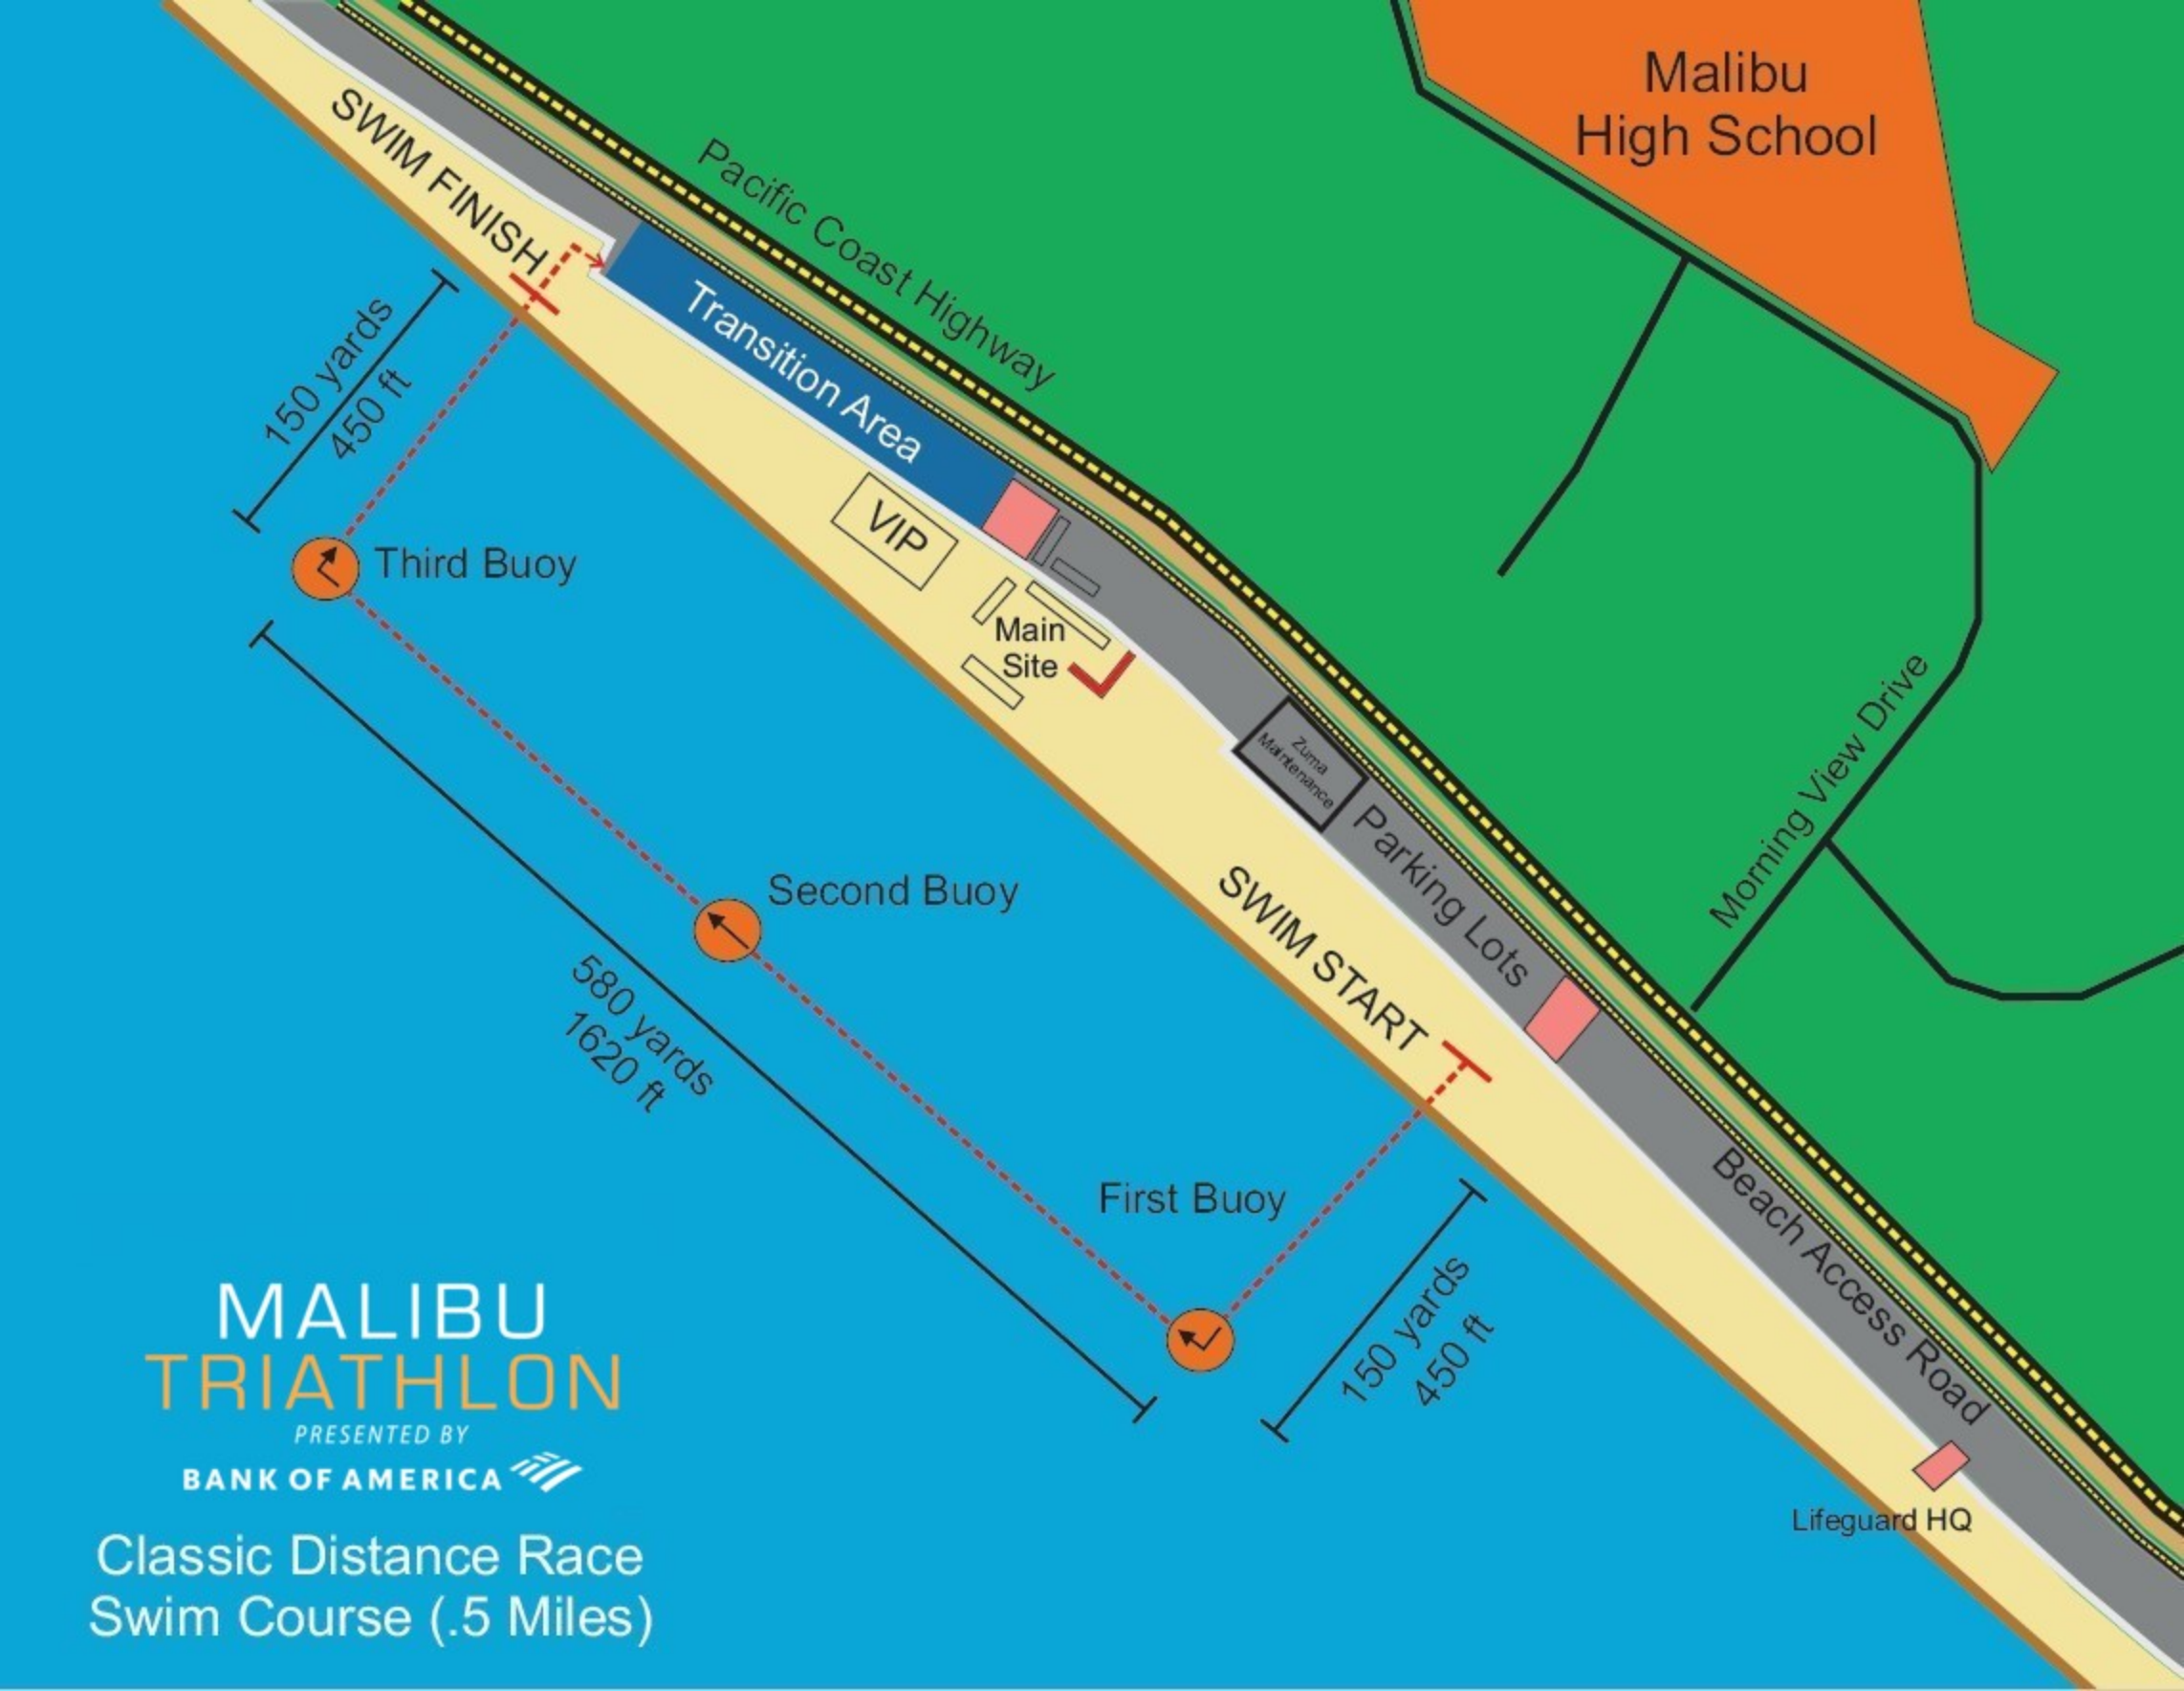 Malibu
High School
Pacific Coast Highway
SWIM FINISH
Transition Area
150 yards
450 ft
VIP
Third Buoy
Main
Site
Zuma
Maintenance
Parking Lots
Morning View Drive
Second Buoy
SWIM START
580 yards
1620 ft
First Buoy
150 yards
450 ft
Beach Access Road
Lifeguard HQ
MALIBU
TRIATHLON
PRESENTED BY
BANK OF AMERICA
Classic Distance Race
Swim Course (.5 Miles)